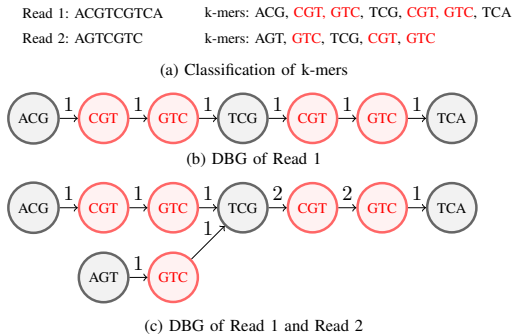 Read 1: ACGTCGTCA k-mers: ACG, CGT, GTC, TCG, CGT, GTC, TCA
Read 2: AGTCGTC k-mers: AGT, GTC, TCG, CGT, GTC
(a) Classification of k-mers
ACG 1 CGT 1 GTC 1 TCG 1 CGT 1 GTC 1 TCA
(b) DBG of Read 1
ACG 1 CGT 1 GTC 1 TCG 2 CGT 2 GTC 1 TCA
AGT 1 GTC 1
(c) DBG of Read 1 and Read 2